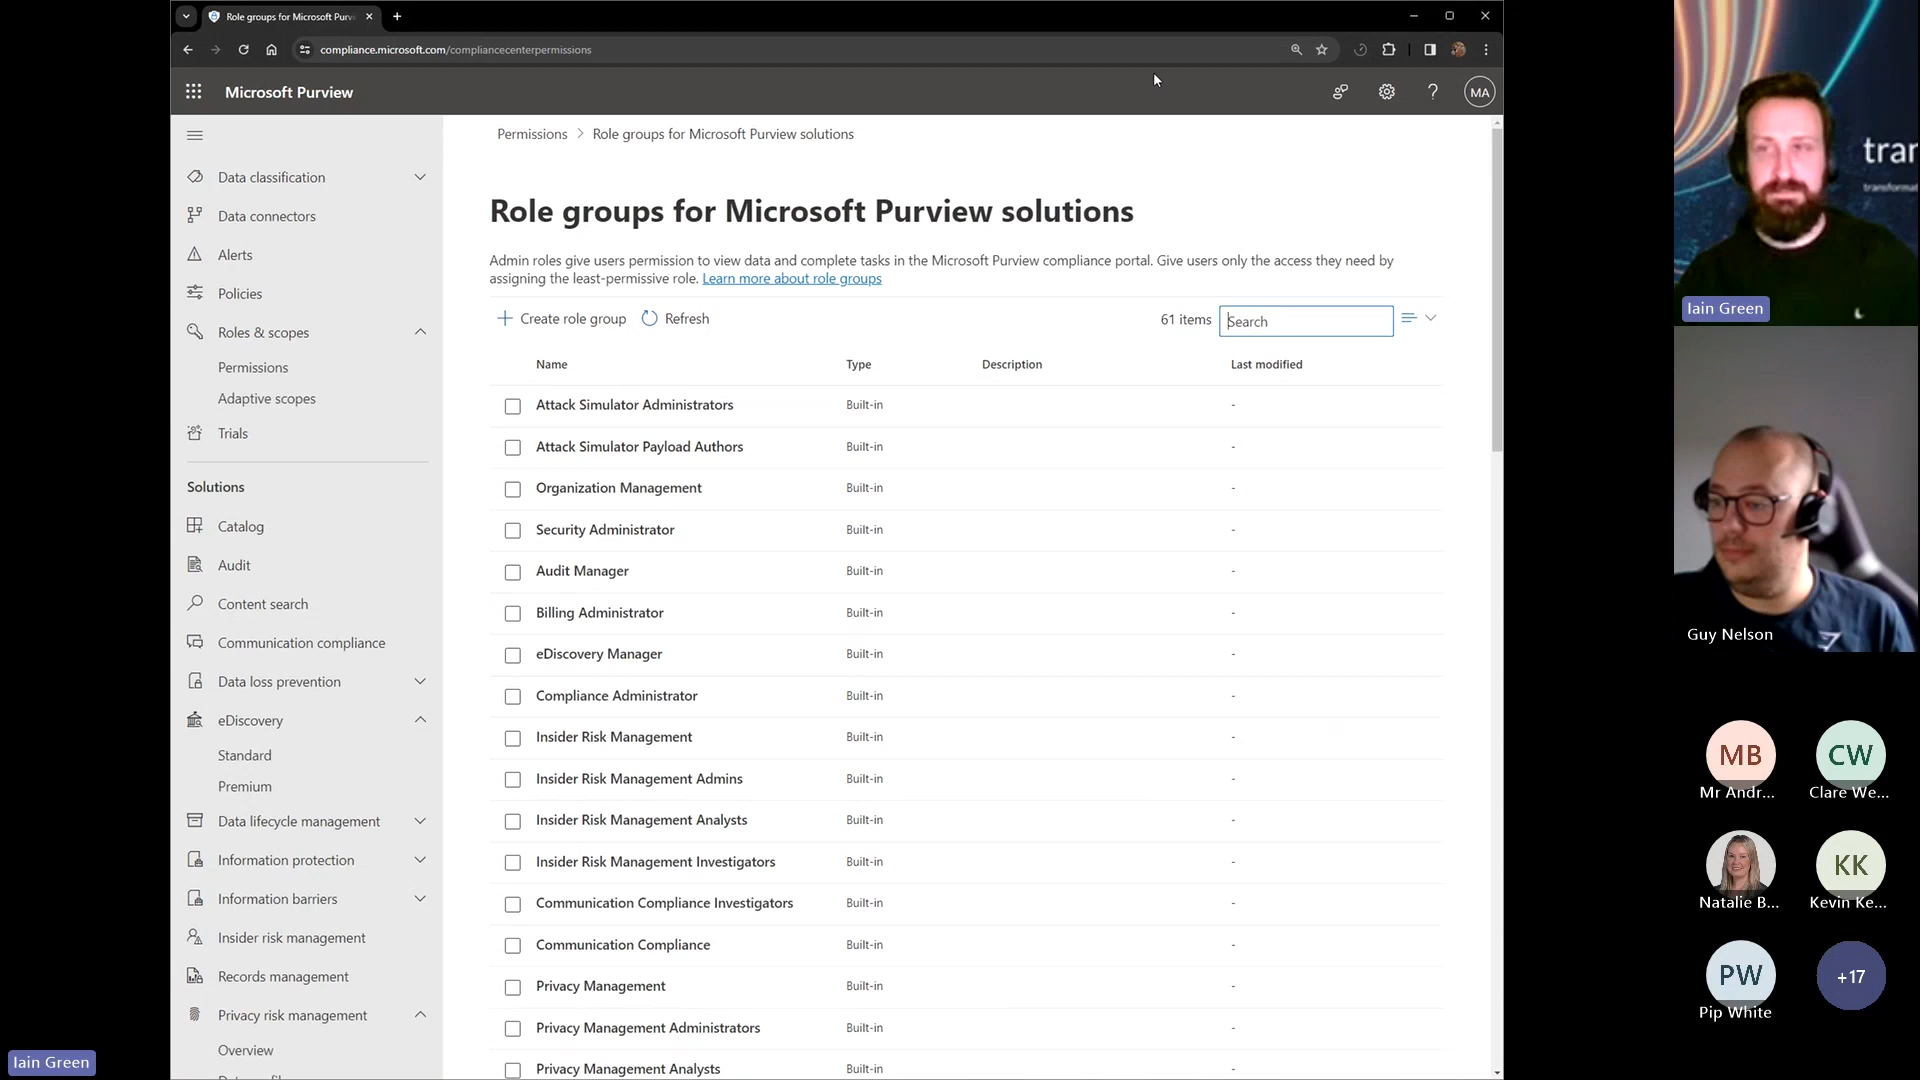 Role groups for Microsoft Purvi
compliance.microsoft.com/compliancecenterpermissions
Microsoft Purview
MA
Data classification
Data connectors
Alerts
Policies
Roles & scopes
Permissions
Adaptive scopes
Trials
Solutions
Catalog
Audit
Content search
Communication compliance
Data loss prevention
eDiscovery
Standard
Premium
Data lifecycle management
Information protection
Information barriers
Insider risk management
Records management
Privacy risk management
Overview
Permissions > Role groups for Microsoft Purview solutions
Role groups for Microsoft Purview solutions
Admin roles give users permission to view data and complete tasks in the Microsoft Purview compliance portal. Give users only the access they need by
assigning the least-permissive role. Learn more about role groups
Create role group Refresh 61 items Search
Name Type Description Last modified
Attack Simulator Administrators Built-in -
Attack Simulator Payload Authors Built-in -
Organization Management Built-in -
Security Administrator Built-in -
Audit Manager Built-in -
Billing Administrator Built-in -
eDiscovery Manager Built-in -
Compliance Administrator Built-in -
Insider Risk Management Built-in -
Insider Risk Management Admins Built-in -
Insider Risk Management Analysts Built-in -
Insider Risk Management Investigators Built-in -
Communication Compliance Investigators Built-in -
Communication Compliance Built-in -
Privacy Management Built-in -
Privacy Management Administrators Built-in -
Privacy Management Analysts Built-in -
tran
Iain Green
Guy Nelson
MB CW
Mr Andr... Clare We...
KK
Natalie B... Kevin Ke...
PW +17
Pip White
Iain Green